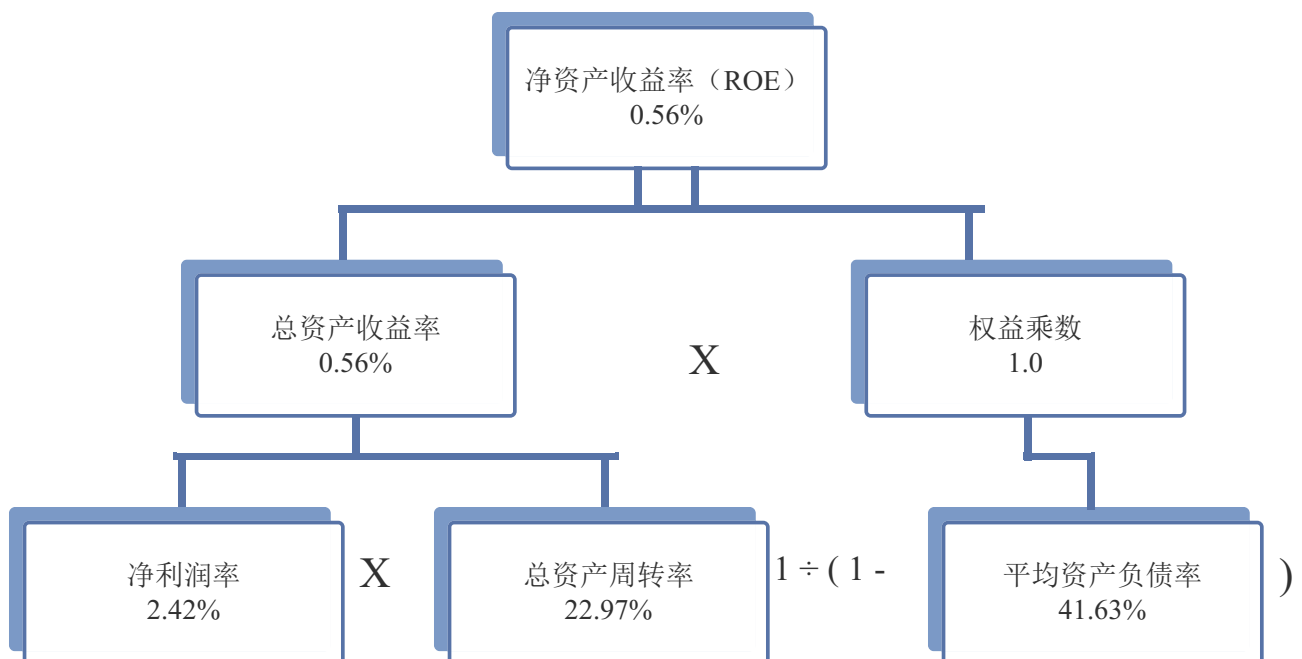 净资产收益率（ROE）
0.56%
总资产收益率
0.56%
X
权益乘数
1.0
净利润率
2.42%
X
总资产周转率
22.97%
1 ÷ ( 1 -
平均资产负债率
41.63%
)